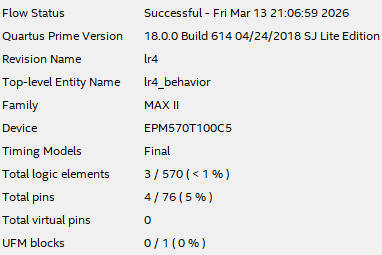 Flow Status Successful - Fri Mar 13 21:06:59 2026
Quartus Prime Version 18.0.0 Build 614 04/24/2018 SJ Lite Edition
Revision Name lr4
Top-level Entity Name lr4_behavior
Family MAX II
Device EPM570T100C5
Timing Models Final
Total logic elements 3 / 570 ( < 1 % )
Total pins 4 / 76 ( 5 % )
Total virtual pins 0
UFM blocks 0 / 1 ( 0 % )